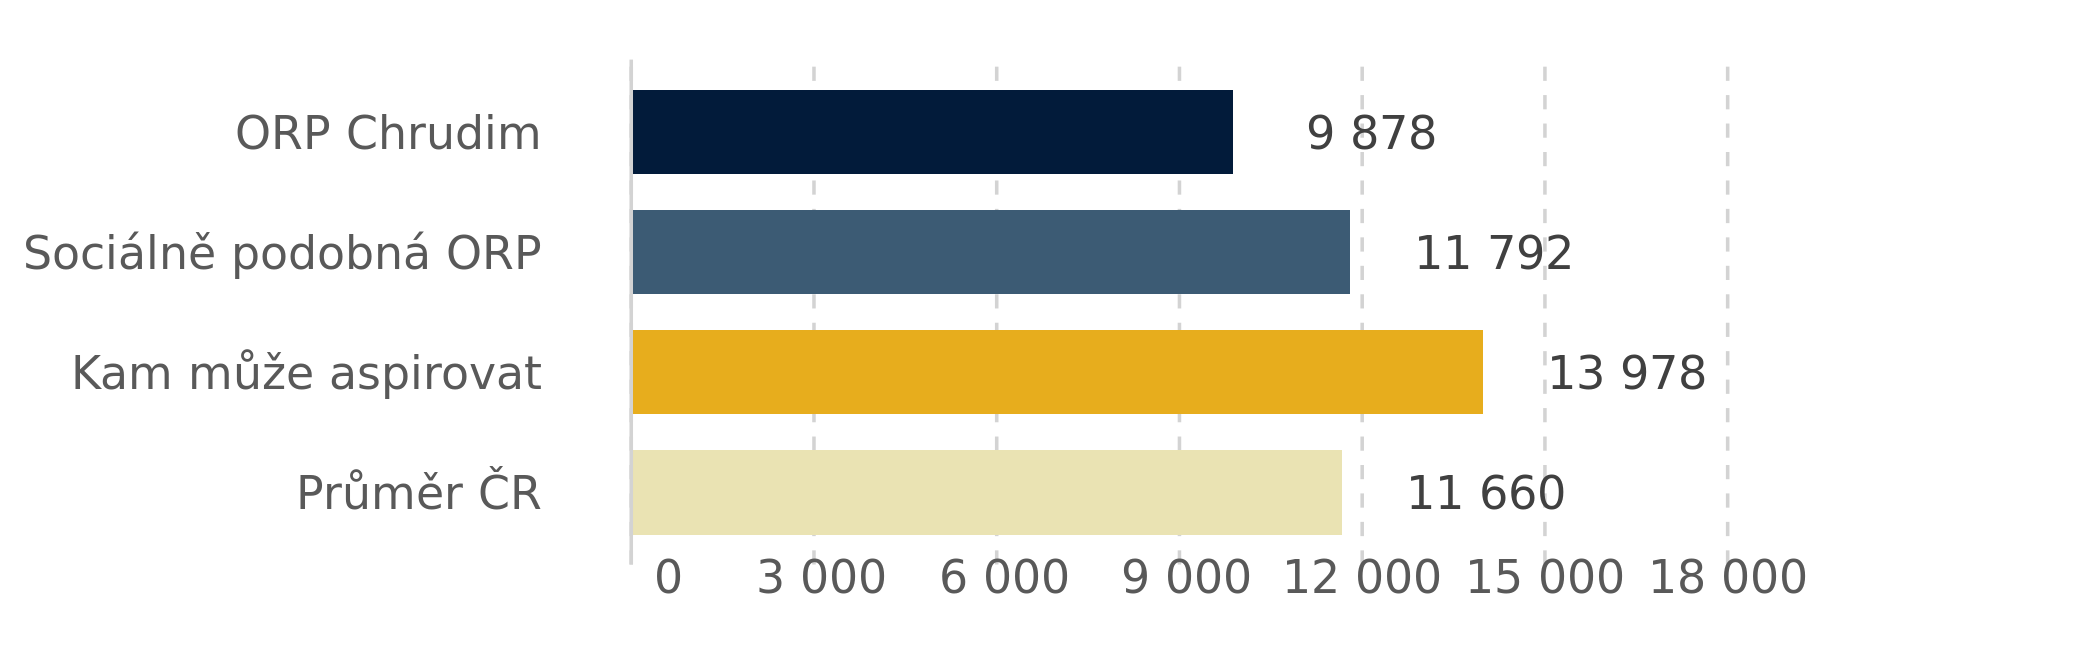 ORP Chrudim 9 878
Sociálně podobná ORP 11 792
Kam může aspirovat 13 978
Průměr ČR 11 660
0 3 000 6 000 9 000 12 000 15 000 18 000